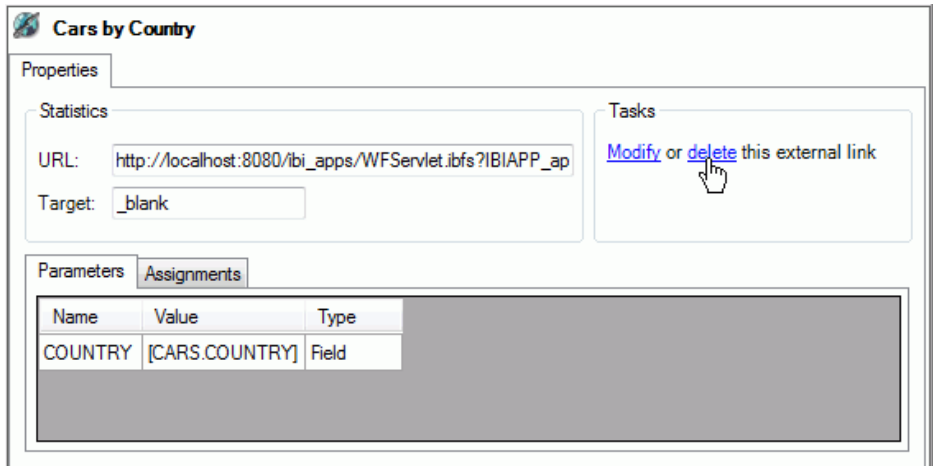 Cars by Country
Properties
Statistics
URL: http://localhost:8080/ibi_apps/WFServlet.ibfs?IBIAPP_ap
Target: _blank
Tasks
Modify or delete this external link
Parameters Assignments
Name Value Type
COUNTRY [CARS.COUNTRY] Field